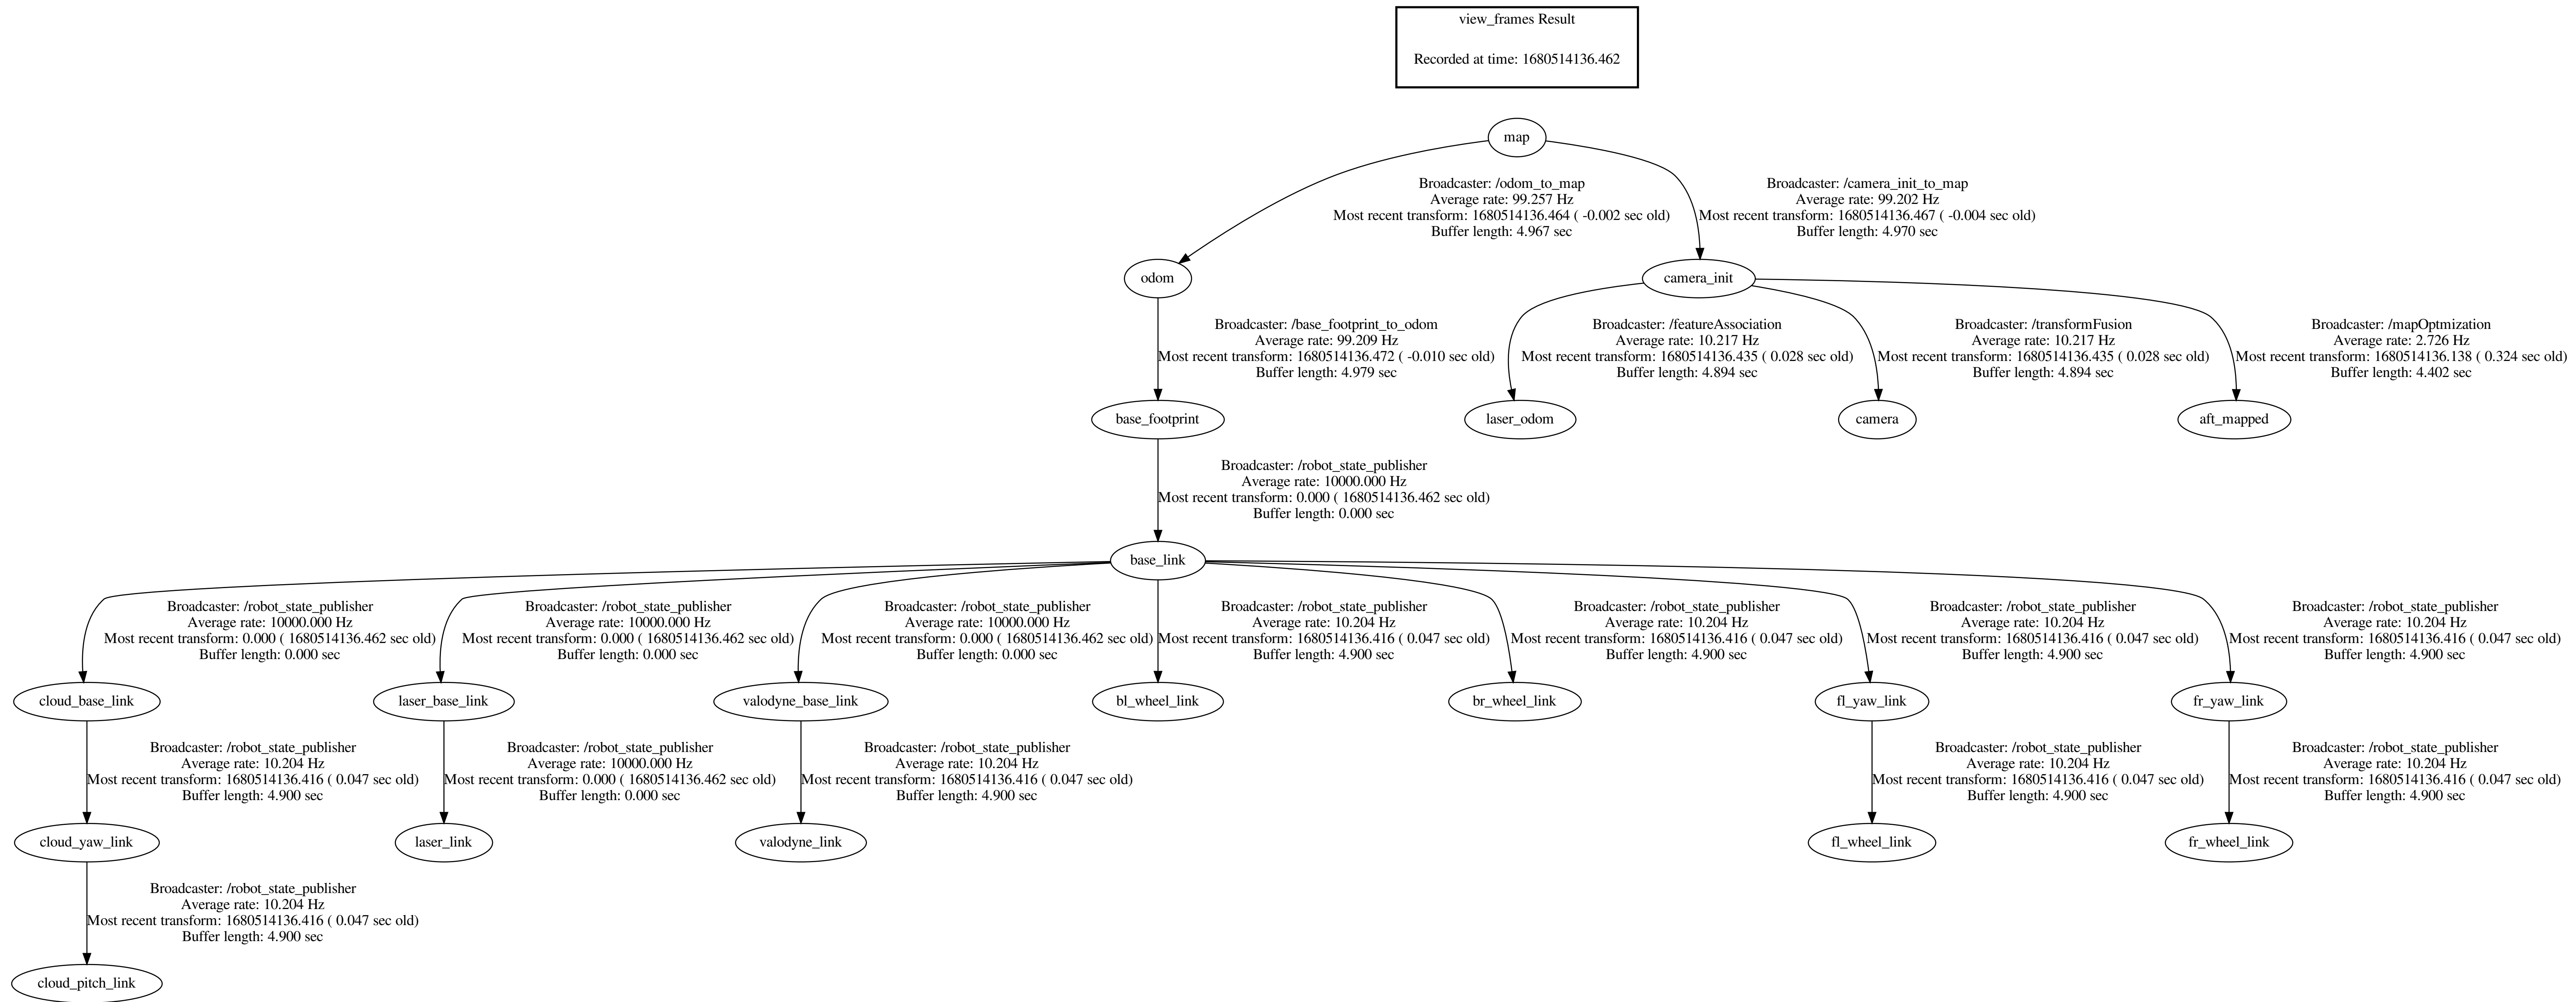 view_frames Result
Recorded at time: 1680514136.462
map
Broadcaster: /odom_to_map
Average rate: 99.257 Hz
Most recent transform: 1680514136.464 ( -0.002 sec old)
Buffer length: 4.967 sec
Broadcaster: /camera_init_to_map
Average rate: 99.202 Hz
Most recent transform: 1680514136.467 ( -0.004 sec old)
Buffer length: 4.970 sec
odom
camera_init
Broadcaster: /base_footprint_to_odom
Average rate: 99.209 Hz
Most recent transform: 1680514136.472 ( -0.010 sec old)
Buffer length: 4.979 sec
Broadcaster: /featureAssociation
Average rate: 10.217 Hz
Most recent transform: 1680514136.435 ( 0.028 sec old)
Buffer length: 4.894 sec
Broadcaster: /transformFusion
Average rate: 10.217 Hz
Most recent transform: 1680514136.435 ( 0.028 sec old)
Buffer length: 4.894 sec
Broadcaster: /mapOptmization
Average rate: 2.726 Hz
Most recent transform: 1680514136.138 ( 0.324 sec old)
Buffer length: 4.402 sec
base_footprint
laser_odom
camera
aft_mapped
Broadcaster: /robot_state_publisher
Average rate: 10000.000 Hz
Most recent transform: 0.000 ( 1680514136.462 sec old)
Buffer length: 0.000 sec
base_link
Broadcaster: /robot_state_publisher
Average rate: 10000.000 Hz
Most recent transform: 0.000 ( 1680514136.462 sec old)
Buffer length: 0.000 sec
Broadcaster: /robot_state_publisher
Average rate: 10000.000 Hz
Most recent transform: 0.000 ( 1680514136.462 sec old)
Buffer length: 0.000 sec
Broadcaster: /robot_state_publisher
Average rate: 10000.000 Hz
Most recent transform: 0.000 ( 1680514136.462 sec old)
Buffer length: 0.000 sec
Broadcaster: /robot_state_publisher
Average rate: 10.204 Hz
Most recent transform: 1680514136.416 ( 0.047 sec old)
Buffer length: 4.900 sec
Broadcaster: /robot_state_publisher
Average rate: 10.204 Hz
Most recent transform: 1680514136.416 ( 0.047 sec old)
Buffer length: 4.900 sec
Broadcaster: /robot_state_publisher
Average rate: 10.204 Hz
Most recent transform: 1680514136.416 ( 0.047 sec old)
Buffer length: 4.900 sec
Broadcaster: /robot_state_publisher
Average rate: 10.204 Hz
Most recent transform: 1680514136.416 ( 0.047 sec old)
Buffer length: 4.900 sec
cloud_base_link
laser_base_link
valodyne_base_link
bl_wheel_link
br_wheel_link
fl_yaw_link
fr_yaw_link
Broadcaster: /robot_state_publisher
Average rate: 10.204 Hz
Most recent transform: 1680514136.416 ( 0.047 sec old)
Buffer length: 4.900 sec
Broadcaster: /robot_state_publisher
Average rate: 10000.000 Hz
Most recent transform: 0.000 ( 1680514136.462 sec old)
Buffer length: 0.000 sec
Broadcaster: /robot_state_publisher
Average rate: 10.204 Hz
Most recent transform: 1680514136.416 ( 0.047 sec old)
Buffer length: 4.900 sec
Broadcaster: /robot_state_publisher
Average rate: 10.204 Hz
Most recent transform: 1680514136.416 ( 0.047 sec old)
Buffer length: 4.900 sec
Broadcaster: /robot_state_publisher
Average rate: 10.204 Hz
Most recent transform: 1680514136.416 ( 0.047 sec old)
Buffer length: 4.900 sec
cloud_yaw_link
laser_link
valodyne_link
fl_wheel_link
fr_wheel_link
Broadcaster: /robot_state_publisher
Average rate: 10.204 Hz
Most recent transform: 1680514136.416 ( 0.047 sec old)
Buffer length: 4.900 sec
cloud_pitch_link